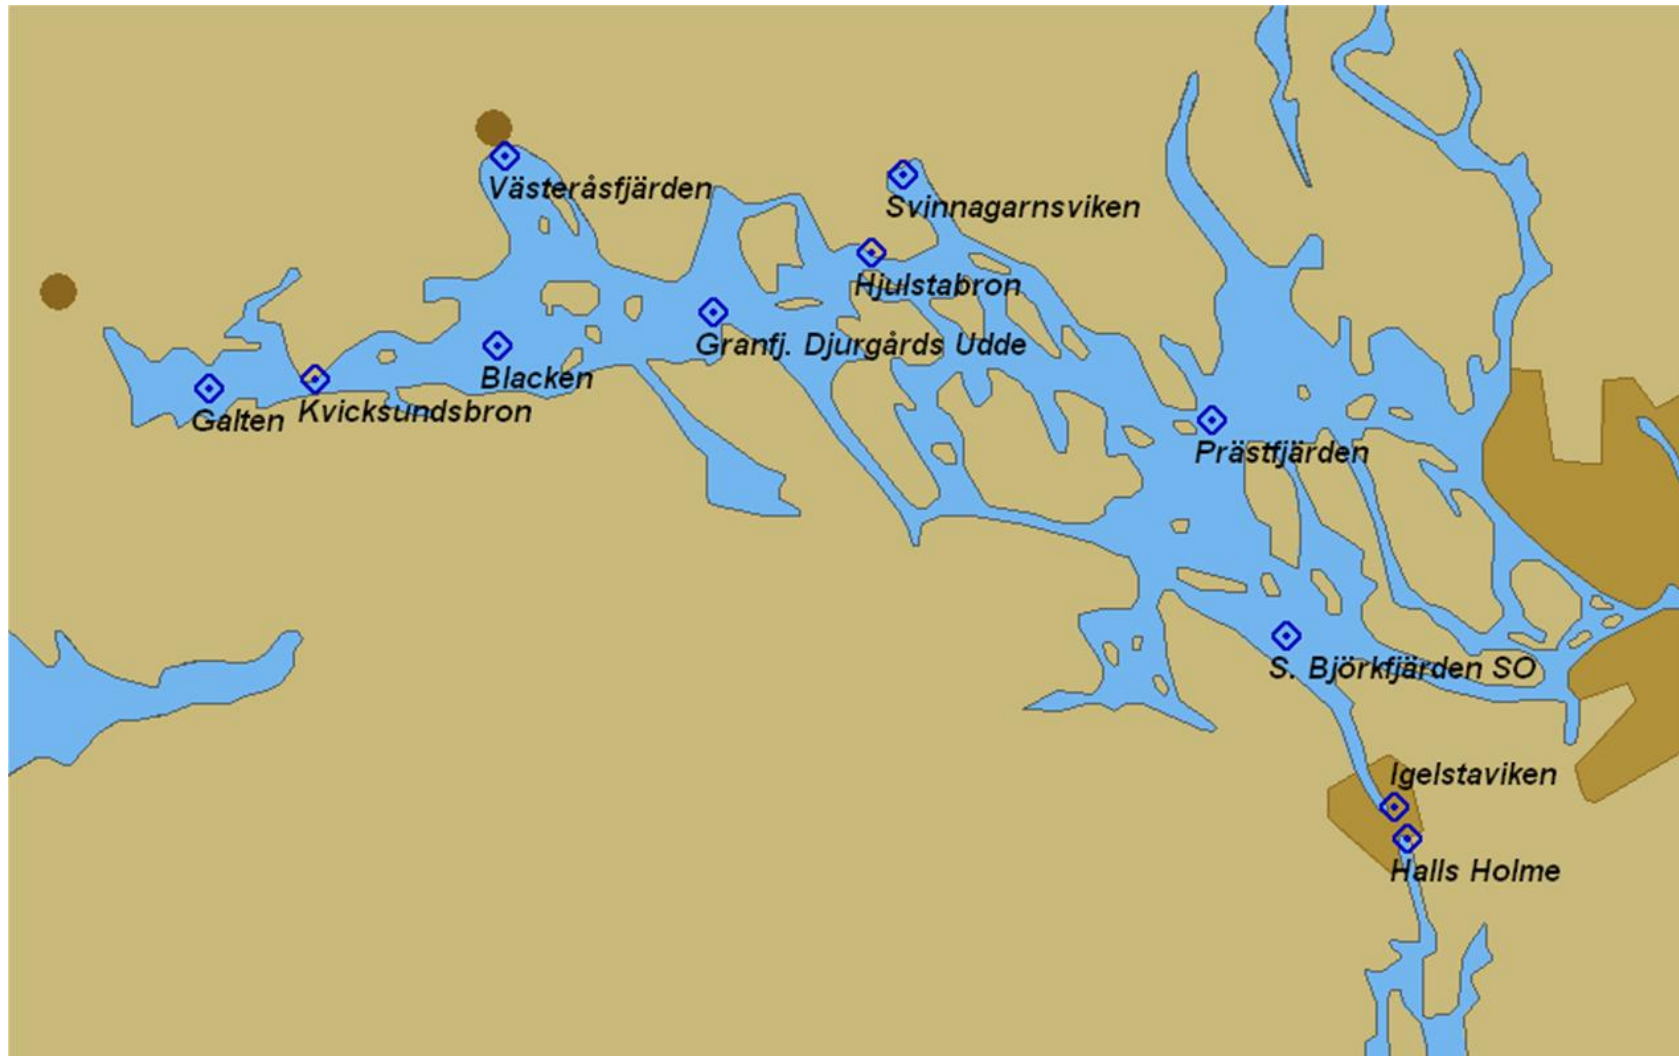 Västeråsfjärden
Svinnagarnsviken
Hjulstabron
Granfj. Djurgårds Udde
Blacken
Kvicksundsbron
Galten
Prästfjärden
S. Björkfjärden SO
Igelstaviken
Halls Holme